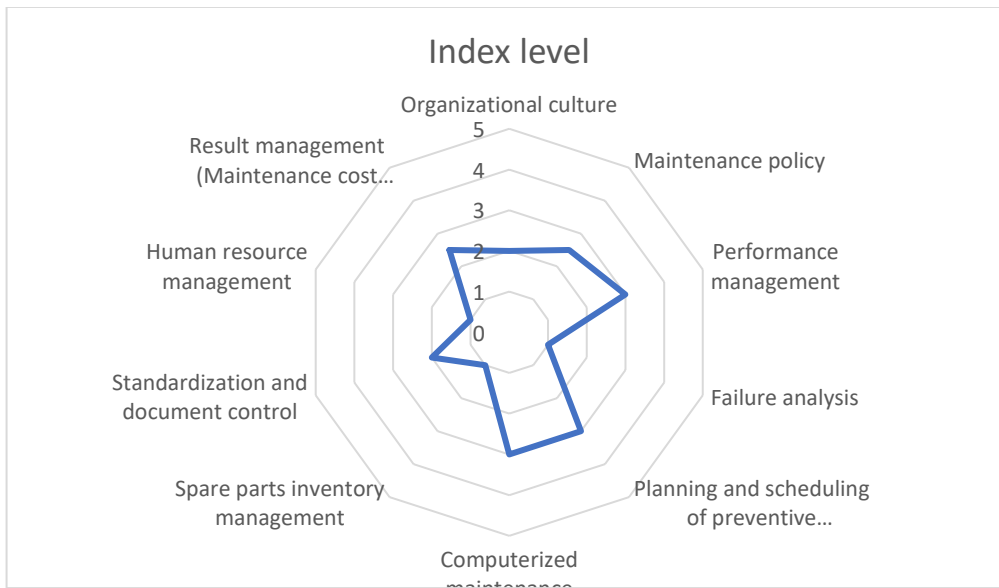 Index level
Organizational culture
5
4
3
2
1
0
Maintenance policy
Performance
management
Failure analysis
Planning and scheduling
of preventive...
Computerized
maintenance
Spare parts inventory
management
Standardization and
document control
Human resource
management
Result management
(Maintenance cost...